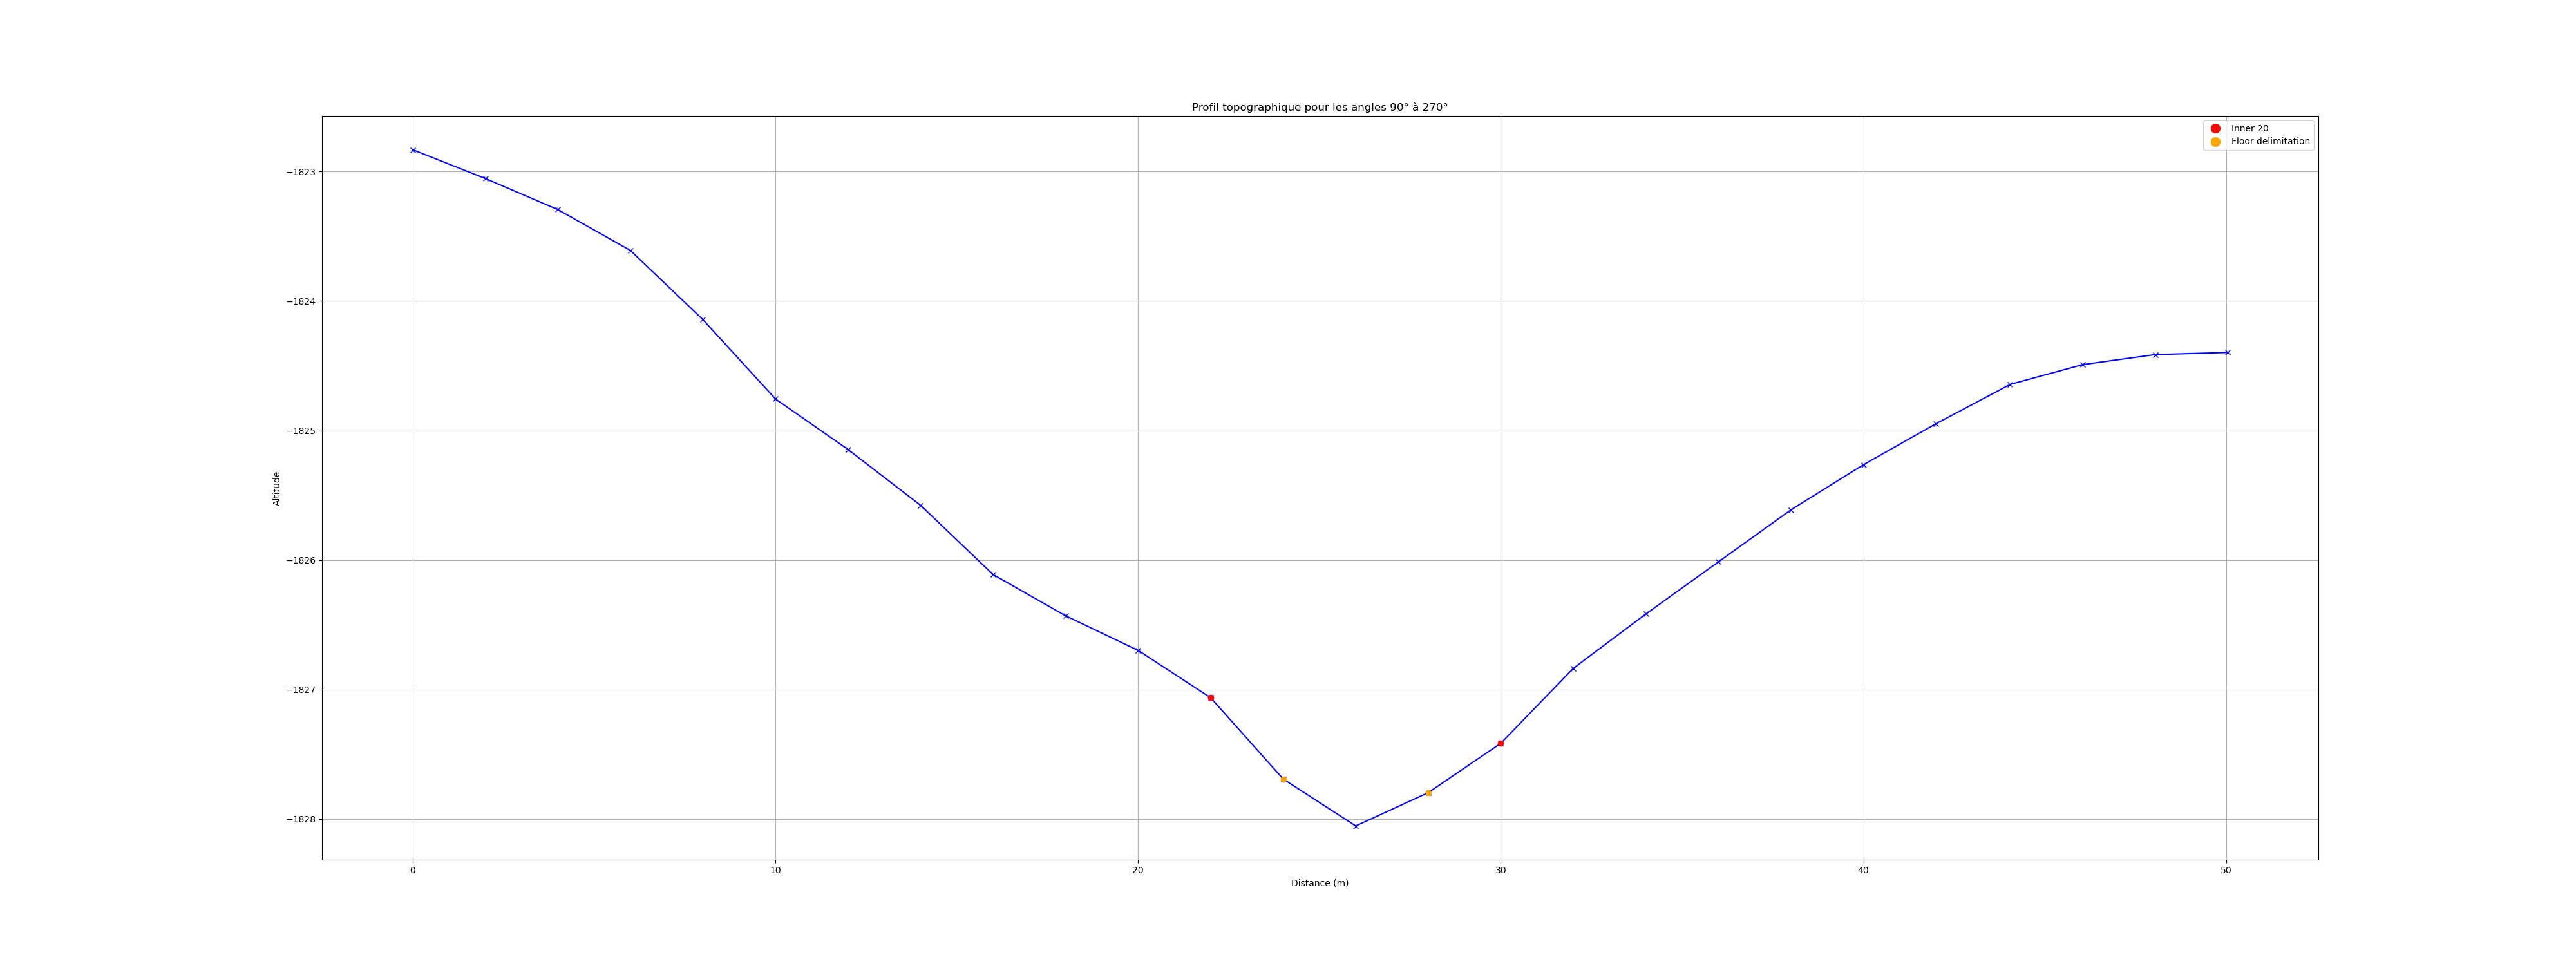 Profil topographique pour les angles 90° à 270°
Inner 20
Floor delimitation
−1823
−1824
−1825
−1826
−1827
−1828
Altitude
0 10 20 30 40 50
Distance (m)